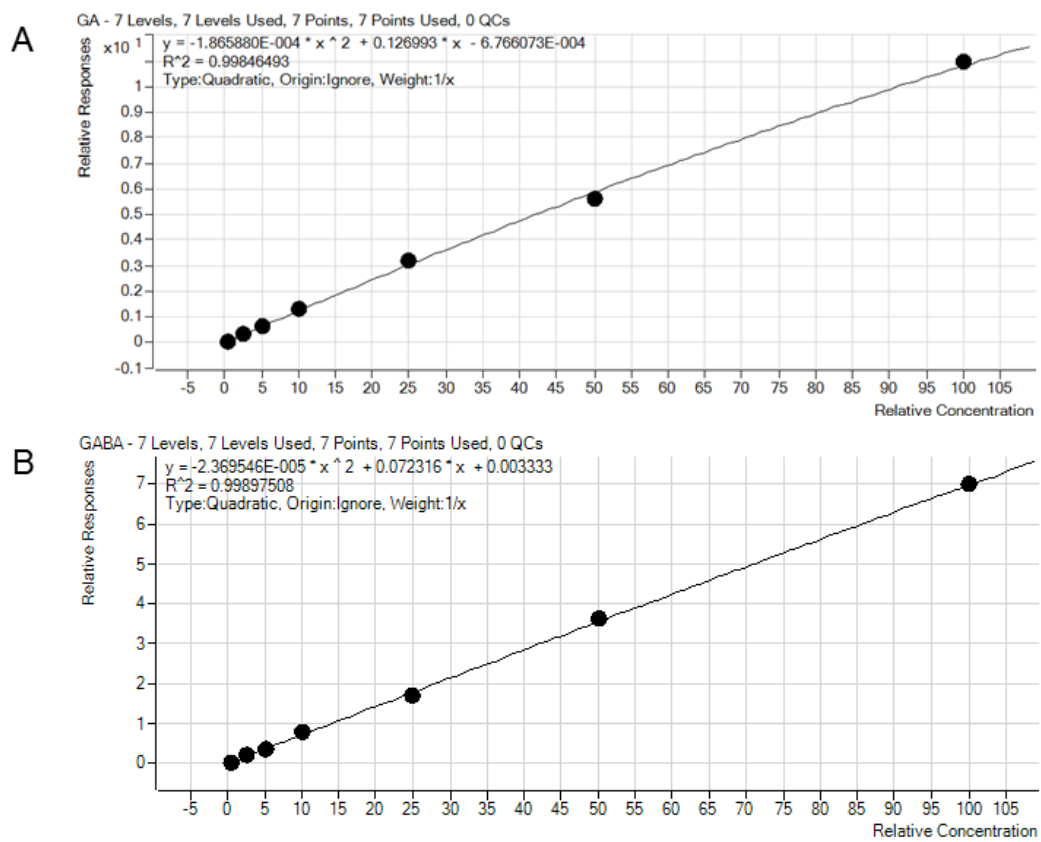 A
GA - 7 Levels, 7 Levels Used, 7 Points, 7 Points Used, 0 QCs
Relative Responses
x10 1
y = -1.865880E-004 * x ^ 2 + 0.126993 * x - 6.766073E-004
R^2 = 0.99846493
Type:Quadratic, Origin:Ignore, Weight:1/x
1
0.9
0.8
0.7
0.6
0.5
0.4
0.3
0.2
0.1
0
-0.1
-5 0 5 10 15 20 25 30 35 40 45 50 55 60 65 70 75 80 85 90 95 100 105
Relative Concentration
B
GABA - 7 Levels, 7 Levels Used, 7 Points, 7 Points Used, 0 QCs
Relative Responses
y = -2.369546E-005 * x ^ 2 + 0.072316 * x + 0.003333
R^2 = 0.99897508
Type:Quadratic, Origin:Ignore, Weight:1/x
7
6
5
4
3
2
1
0
-5 0 5 10 15 20 25 30 35 40 45 50 55 60 65 70 75 80 85 90 95 100 105
Relative Concentration